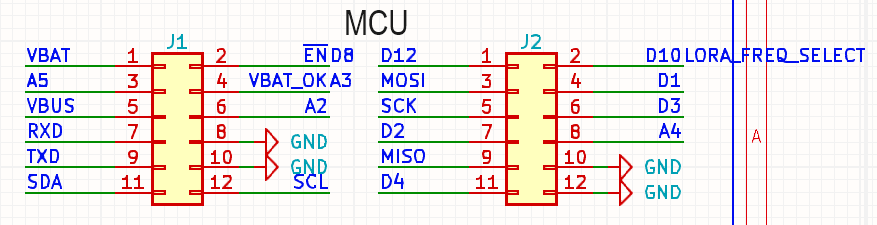 MCU
J1 J2
VBAT 1 2 EN D8 D12 1 2 D10 LORA_FREQ_SELECT
A5 3 4 VBAT_OK A3 MOSI 3 4 D1
VBUS 5 6 A2 SCK 5 6 D3
RXD 7 8 GND D2 7 8 A4
TXD 9 10 GND MISO 9 10 GND
SDA 11 12 SCL D4 11 12 GND
A